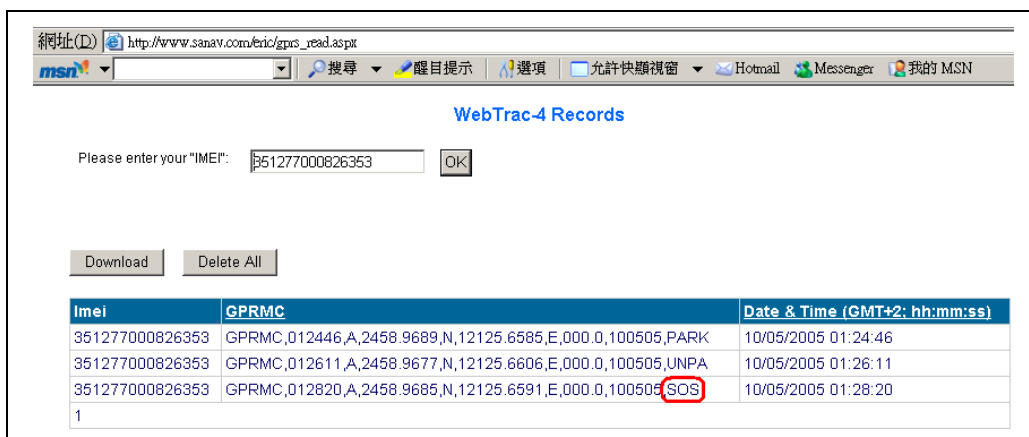 網址(D) http://www.sanav.com/eric/gprs_read.aspx
msn 搜尋 醒目提示 選項 允許快顯視窗 Hotmail Messenger 我的 MSN
WebTrac-4 Records
Please enter your "IMEI": 351277000826353 OK
Download Delete All
Imei GPRMC Date & Time (GMT+2; hh:mm:ss)
351277000826353 GPRMC,012446,A,2458.9689,N,12125.6585,E,000.0,100505,PARK 10/05/2005 01:24:46
351277000826353 GPRMC,012611,A,2458.9677,N,12125.6606,E,000.0,100505,UNPA 10/05/2005 01:26:11
351277000826353 GPRMC,012820,A,2458.9685,N,12125.6591,E,000.0,100505,SOS 10/05/2005 01:28:20
1